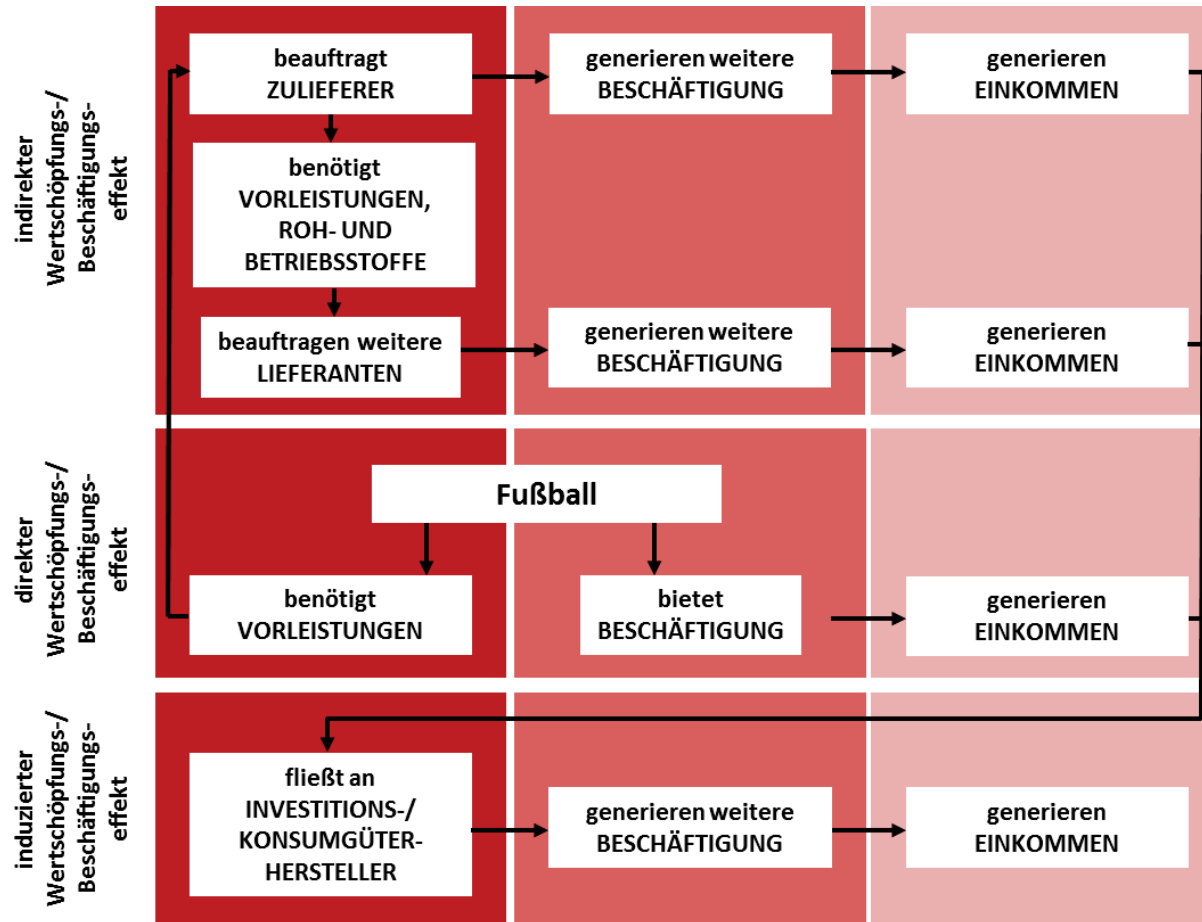 indirekter
Wertschöpfungs-/
Beschäftigungs-
effekt
beauftragt
ZULIEFERER
generieren weitere
BESCHÄFTIGUNG
generieren
EINKOMMEN
benötigt
VORLEISTUNGEN,
ROH- UND
BETRIEBSSTOFFE
beauftragen weitere
LIEFERANTEN
generieren weitere
BESCHÄFTIGUNG
generieren
EINKOMMEN
direkter
Wertschöpfungs-/
Beschäftigungs-
effekt
Fußball
benötigt
VORLEISTUNGEN
bietet
BESCHÄFTIGUNG
generieren
EINKOMMEN
induzierter
Wertschöpfungs-/
Beschäftigungs-
effekt
fließt an
INVESTITIONS-/
KONSUMGÜTER-
HERSTELLER
generieren weitere
BESCHÄFTIGUNG
generieren
EINKOMMEN